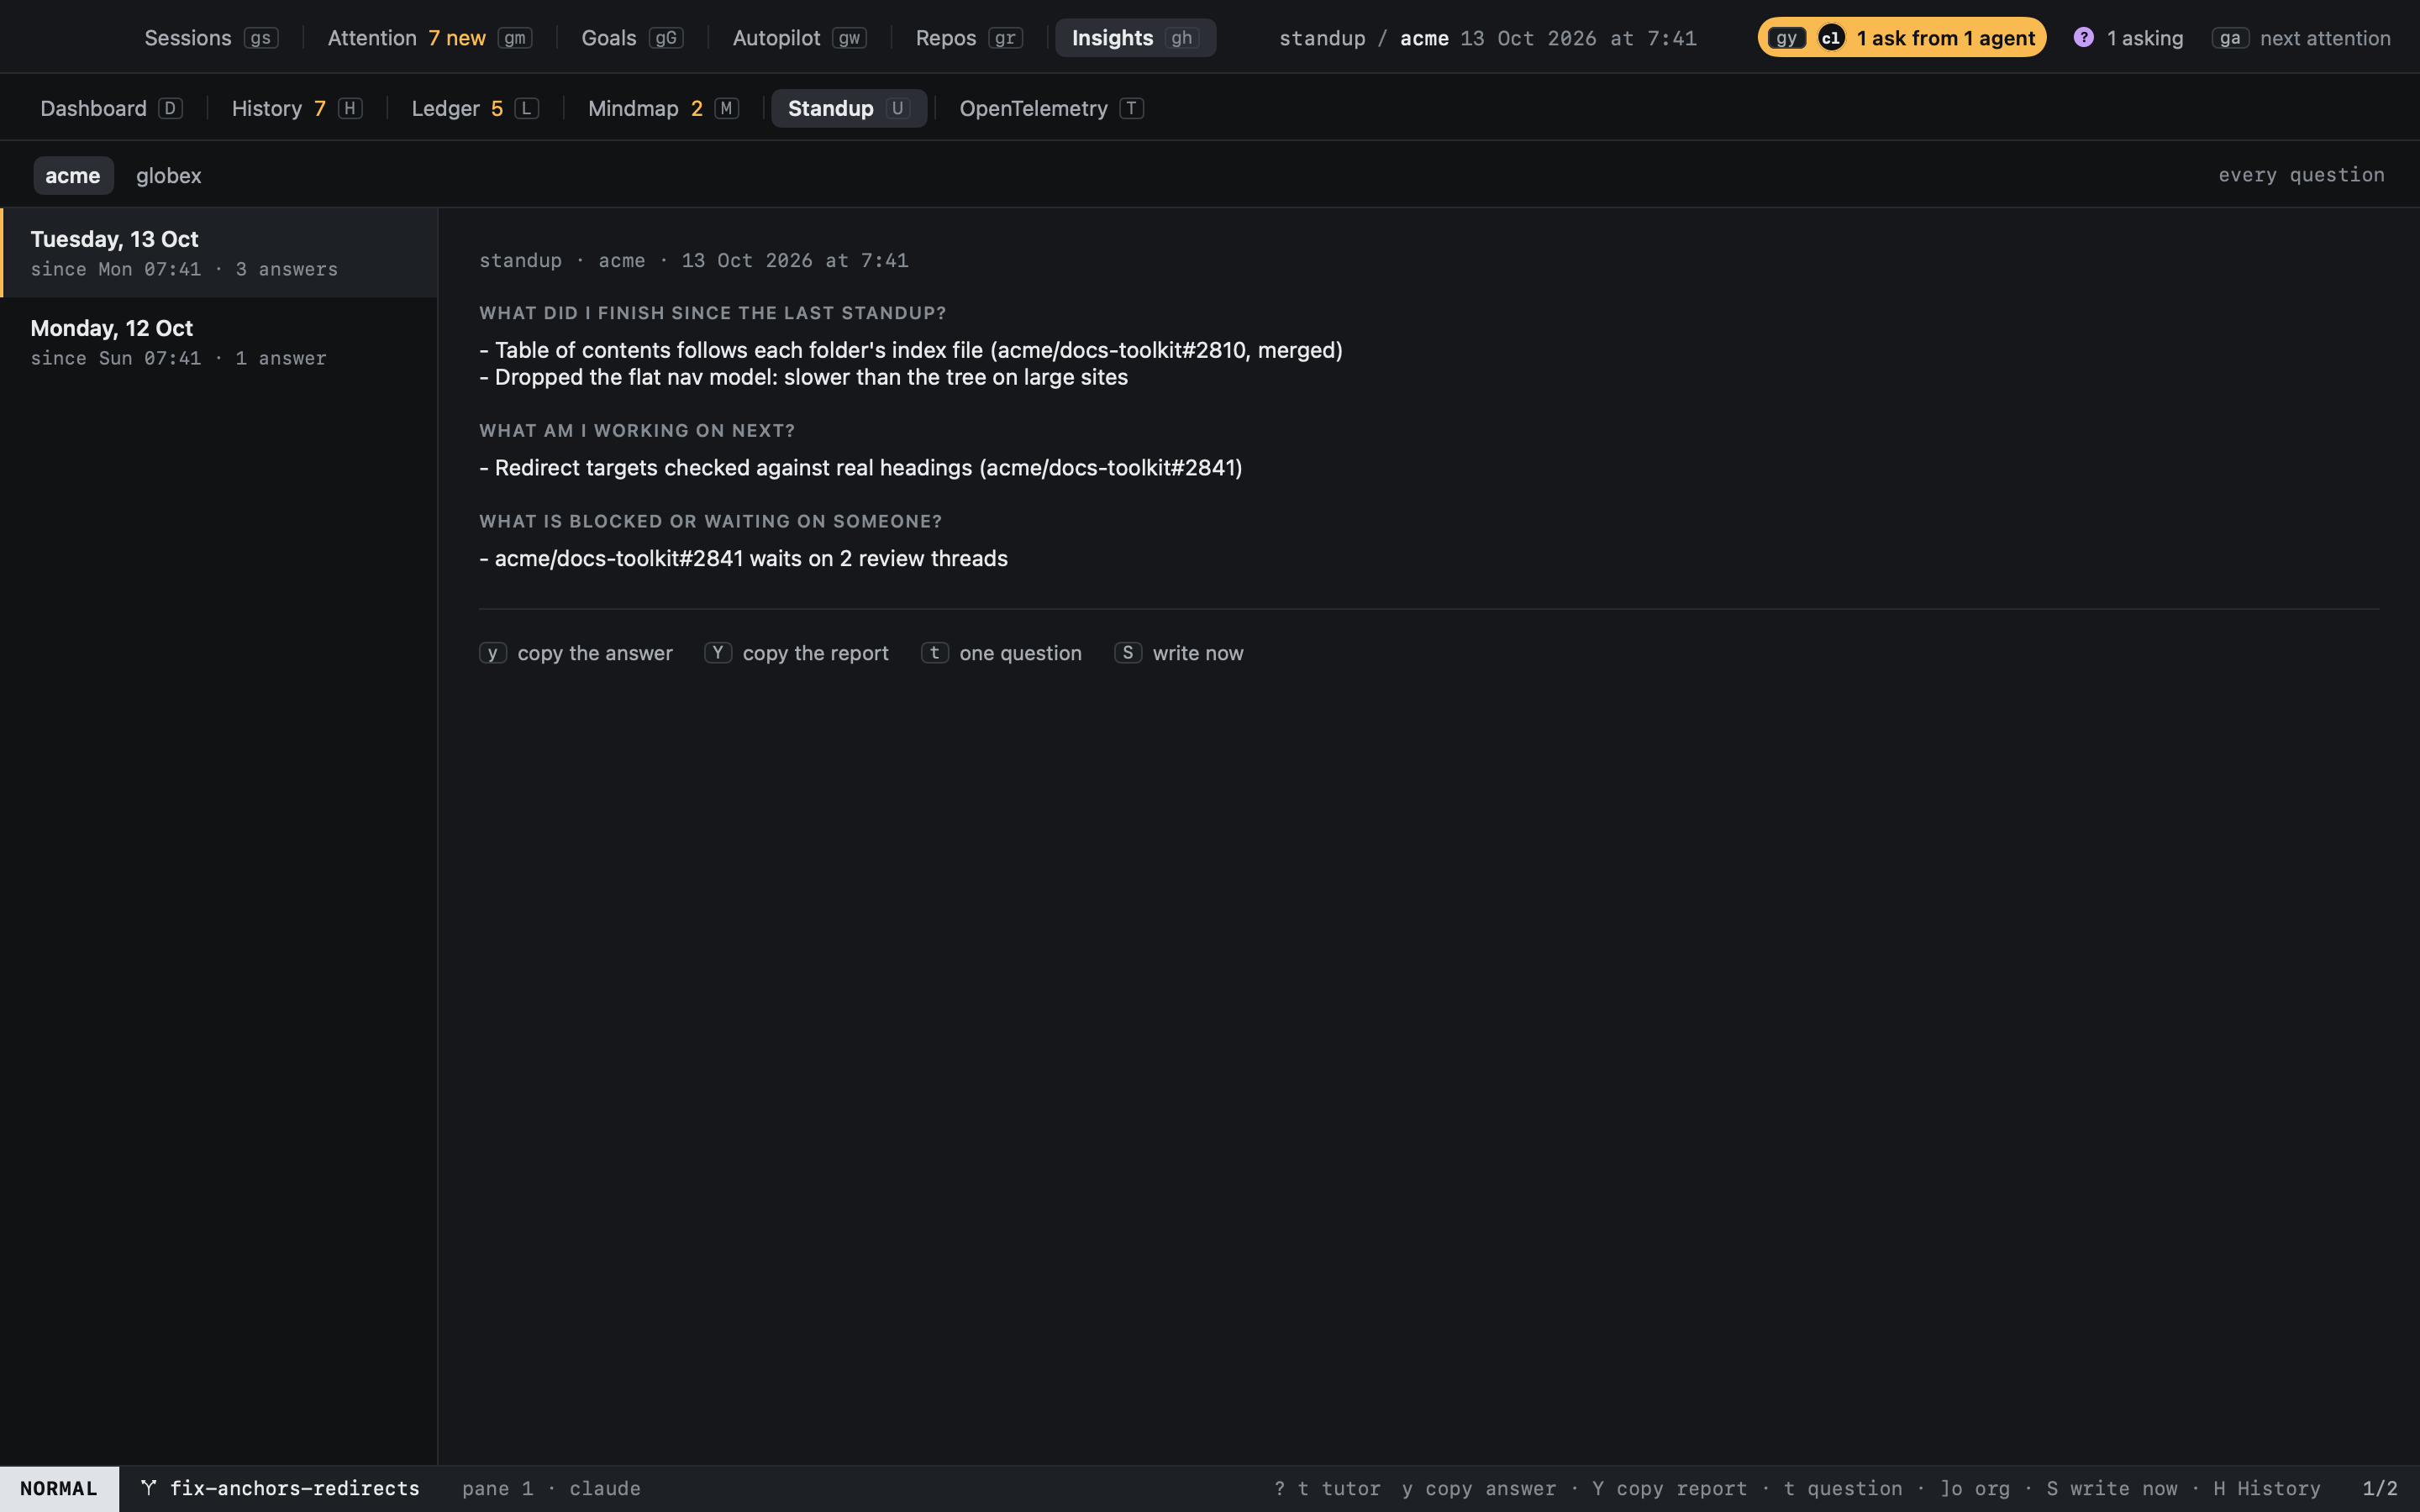 Sessions gs Attention 7 new gm Goals gG Autopilot gw Repos gr Insights gh standup / acme 13 Oct 2026 at 7:41 gy cl 1 ask from 1 agent ? 1 asking ga next attention
Dashboard D History 7 H Ledger 5 L Mindmap 2 M Standup U OpenTelemetry T
acme globex every question
Tuesday, 13 Oct
since Mon 07:41 · 3 answers
Monday, 12 Oct
since Sun 07:41 · 1 answer
standup · acme · 13 Oct 2026 at 7:41
WHAT DID I FINISH SINCE THE LAST STANDUP?
- Table of contents follows each folder's index file (acme/docs-toolkit#2810, merged)
- Dropped the flat nav model: slower than the tree on large sites
WHAT AM I WORKING ON NEXT?
- Redirect targets checked against real headings (acme/docs-toolkit#2841)
WHAT IS BLOCKED OR WAITING ON SOMEONE?
- acme/docs-toolkit#2841 waits on 2 review threads
y copy the answer Y copy the report t one question S write now
NORMAL fix-anchors-redirects pane 1 · claude ? t tutor y copy answer · Y copy report · t question · ]o org · S write now · H History 1/2